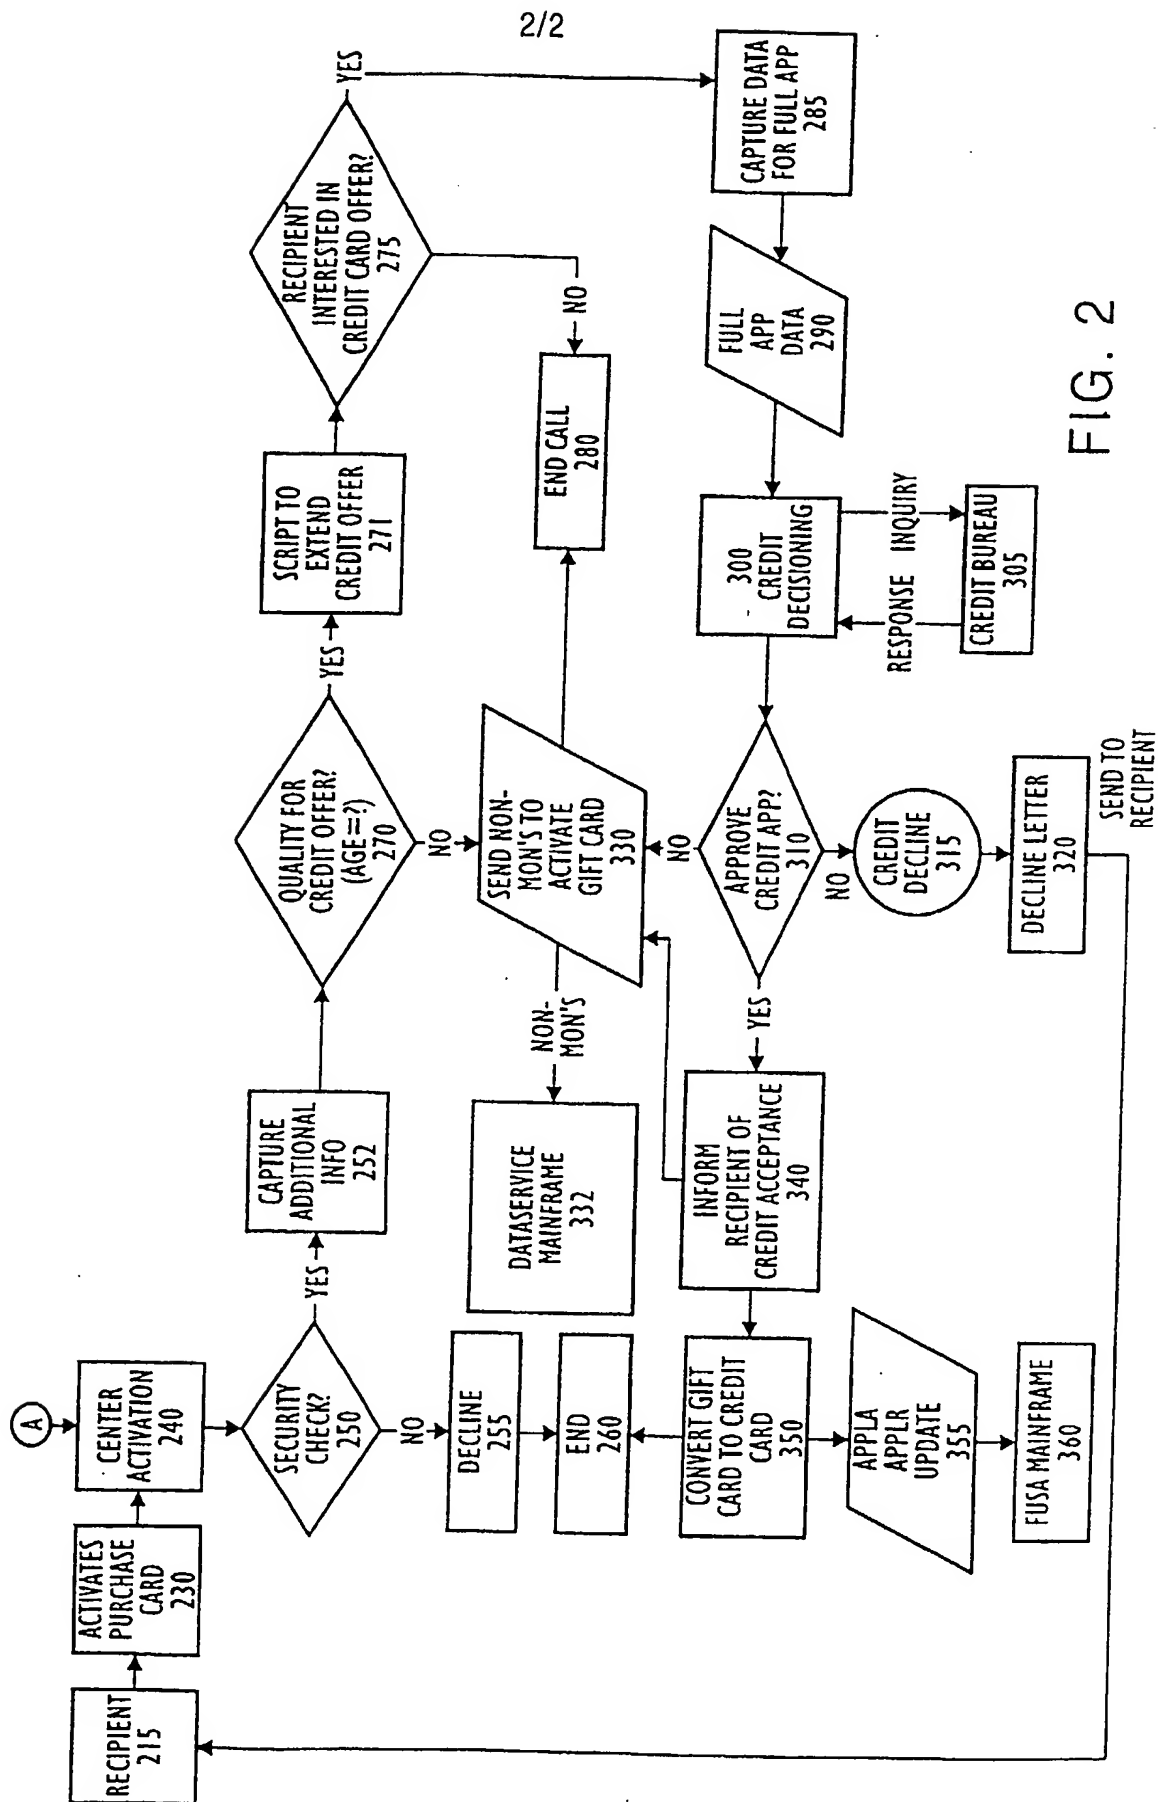 2/2
A
RECIPIENT
215
ACTIVATES
PURCHASE
CARD
230
CENTER
ACTIVATION
240
SECURITY
CHECK?
250
YES
NO
CAPTURE
ADDITIONAL
INFO
252
QUALITY FOR
CREDIT OFFER?
(AGE=?)
270
YES
NO
SCRIPT TO
EXTEND
CREDIT OFFER
271
RECIPIENT
INTERESTED IN
CREDIT CARD OFFER?
275
YES
NO
DECLINE
255
END
260
DATASERVICE
MAINFRAME
332
NON-
MON'S
SEND NON-
MON'S TO
ACTIVATE
GIFT CARD
330
END CALL
280
CONVERT GIFT
CARD TO CREDIT
CARD
350
INFORM
RECIPIENT OF
CREDIT ACCEPTANCE
340
YES
APPROVE
CREDIT APP?
310
NO
NO
300
CREDIT
DECISIONING
FULL
APP
DATA
290
CAPTURE DATA
FOR FULL APP
285
APPLA
APPLR
UPDATE
355
CREDIT
DECLINE
315
RESPONSE
INQUIRY
FUSA MAINFRAME
360
DECLINE LETTER
320
CREDIT BUREAU
305
SEND TO
RECIPIENT
FIG. 2